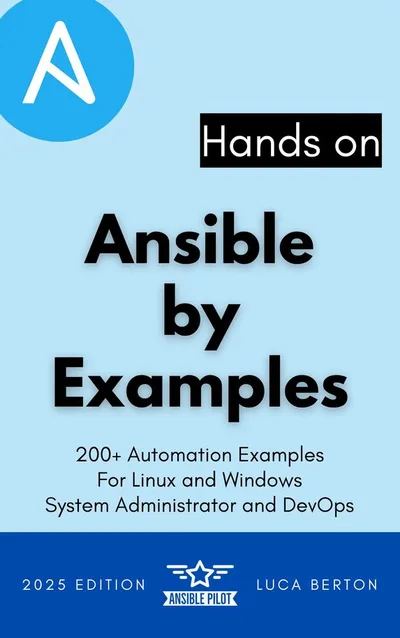 Hands on
Ansible
by
Examples
200+ Automation Examples
For Linux and Windows
System Administrator and DevOps
2025 EDITION
ANSIBLE PILOT
LUCA BERTON